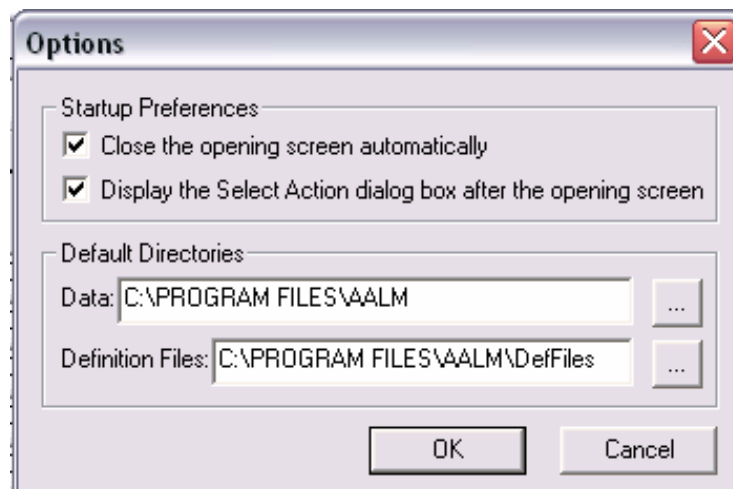 Options
Startup Preferences
Close the opening screen automatically
Display the Select Action dialog box after the opening screen
Default Directories
Data: C:\PROGRAM FILES\AALM ...
Definition Files: C:\PROGRAM FILES\AALM\DefFiles ...
OK Cancel